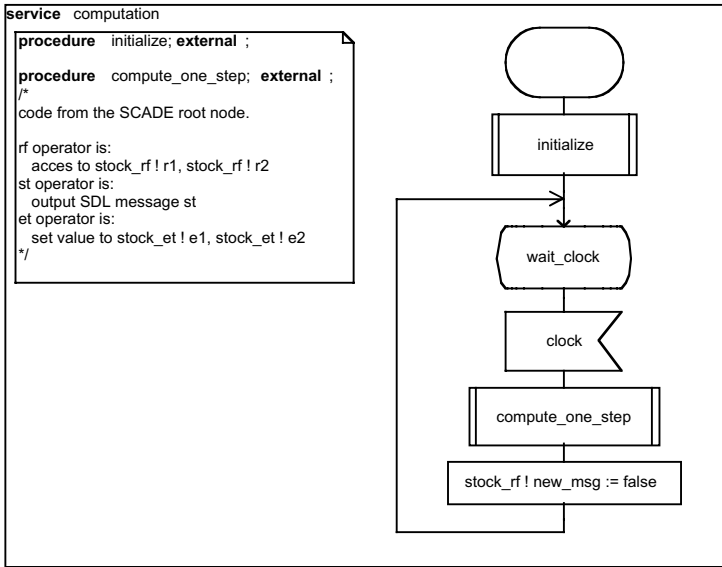 service computation
procedure initialize; external ;
procedure compute_one_step; external ;
/*
code from the SCADE root node.
rf operator is:
acces to stock_rf ! r1, stock_rf ! r2
st operator is:
output SDL message st
et operator is:
set value to stock_et ! e1, stock_et ! e2
*/
initialize
wait_clock
clock
compute_one_step
stock_rf ! new_msg := false